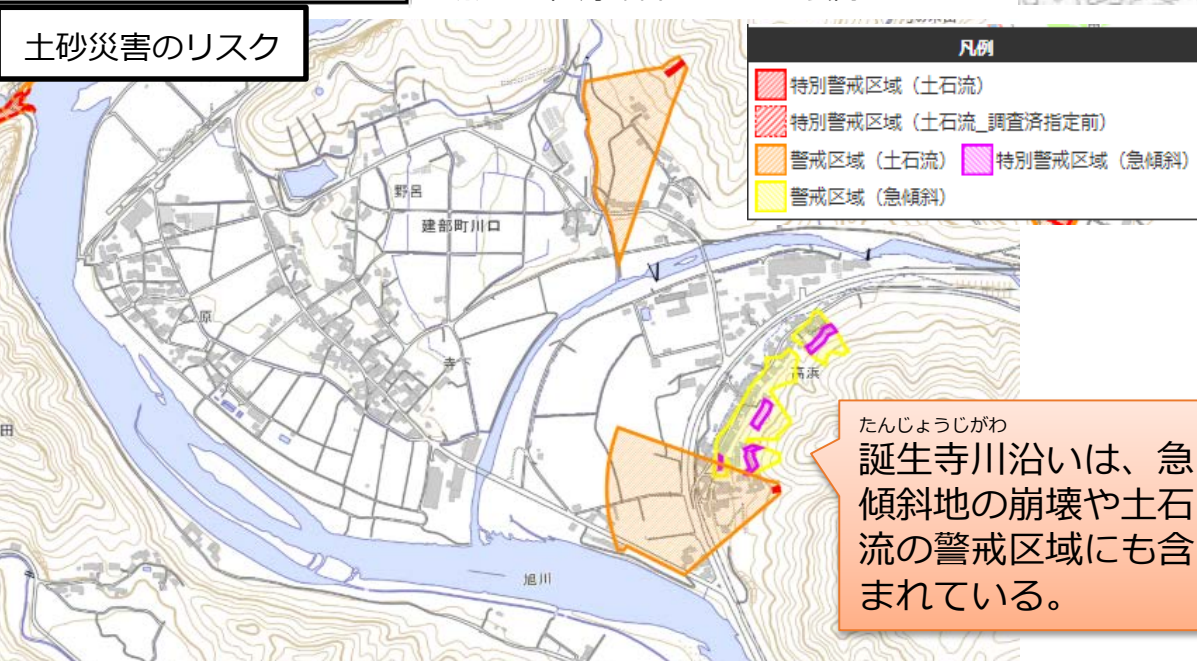 土砂災害のリスク
凡例
特別警戒区域（土石流）
特別警戒区域（土石流_調査済指定前）
警戒区域（土石流） 特別警戒区域（急傾斜）
警戒区域（急傾斜）
野呂
建部町川口
原
寺下
高浜
田
旭川
たんじょうじがわ
誕生寺川沿いは、急
傾斜地の崩壊や土石
流の警戒区域にも含
まれている。